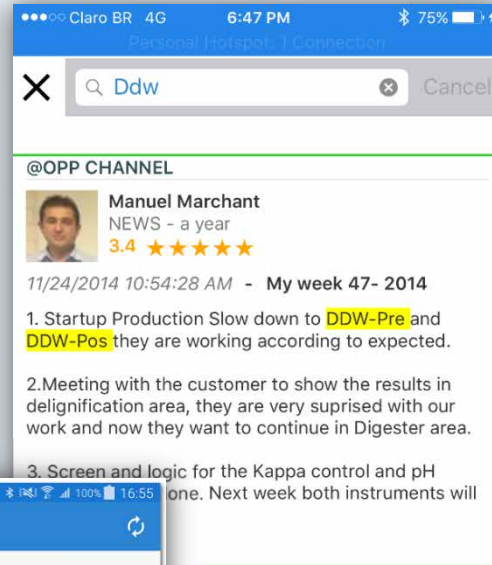 Claro BR 4G 6:47 PM 75%
Personal Hotspot: 1 Connection
Ddw Cancel
@OPP CHANNEL
Manuel Marchant
NEWS - a year
3.4
11/24/2014 10:54:28 AM - My week 47- 2014
1. Startup Production Slow down to DDW-Pre and
DDW-Pos they are working according to expected.
2.Meeting with the customer to show the results in
delignification area, they are very suprised with our
work and now they want to continue in Digester area.
3. Screen and logic for the Kappa control and pH
one. Next week both instruments will
100% 16:55